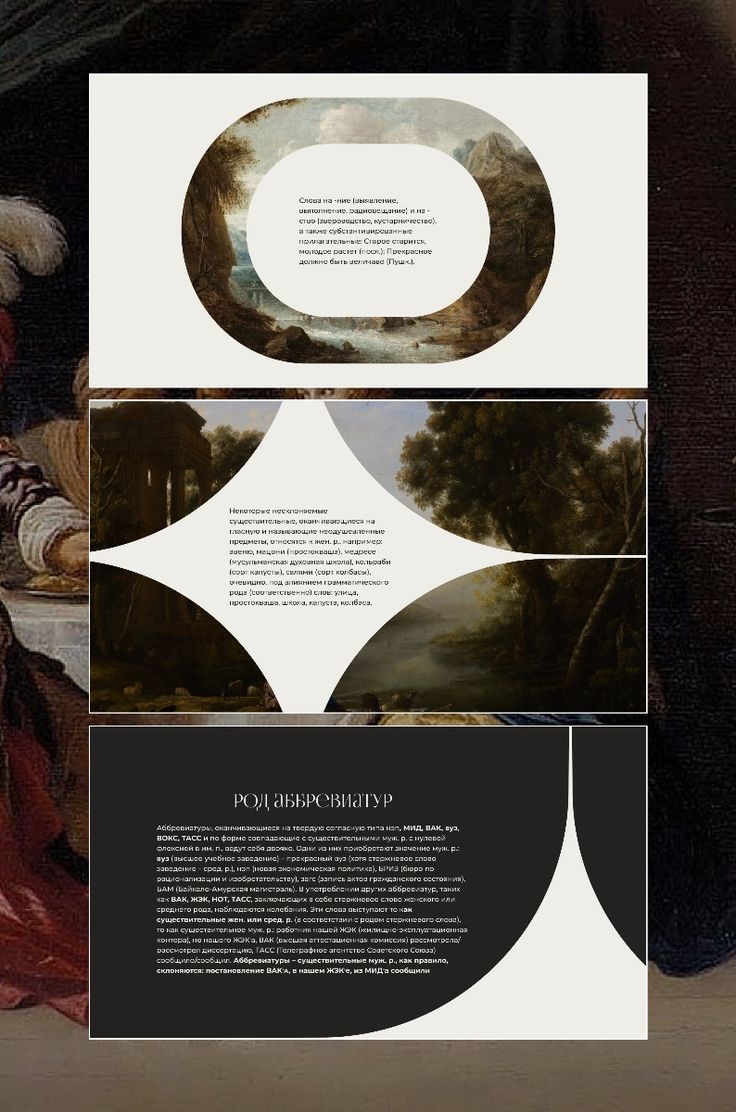 Слова на -ние (выявление,
выполнение, радиовещание) и на -
ство (звероводство, кустарничество),
а также субстантивированные
прилагательные: Старое старится,
молодое растет (посл.); Прекрасное
должно быть величаво (Пушк.).
Некоторые несклоняемые
существительные, оканчивающиеся на
гласную и называющие неодушевленные
предметы, относятся к жен. р., например:
авеню, мацони (простокваша), медресе
(мусульманская духовная школа), кольраби
(сорт капусты), салями (сорт колбасы),
очевидно, под влиянием грамматического
рода (соответственно) слов: улица,
простокваша, школа, капуста, колбаса.
РОД АББРЕВИАТУР
Аббревиатуры, оканчивающиеся на твердую согласную типа нэп, МИД, ВАК, вуз,
ВОКС, ТАСС и по форме совпадающие с существительными муж. р. с нулевой
флексией в им. п., ведут себя двояко. Одни из них приобретают значение муж. р.:
вуз (высшее учебное заведение) – прекрасный вуз (хотя стержневое слово
заведение – сред. р.), нэп (новая экономическая политика), БРИЗ (бюро по
рационализации и изобретательству), загс (запись актов гражданского состояния),
БАМ (Байкало-Амурская магистраль). В употреблении других аббревиатур, таких
как ВАК, ЖЭК, НОТ, ТАСС, заключающих в себе стержневое слово женского или
среднего рода, наблюдаются колебания. Эти слова выступают то как
существительные жен. или сред. р. (в соответствии с родом стержневого слова),
то как существительное муж. р.: работник нашей ЖЭК (жилищно-эксплуатационная
контора), но нашего ЖЭК'а, ВАК (высшая аттестационная комиссия) рассмотрела/
рассмотрел диссертацию, ТАСС (Телеграфное агентство Советского Союза)
сообщило/сообщил. Аббревиатуры – существительные муж. р., как правило,
склоняются: постановление ВАК'а, в нашем ЖЭК'е, из МИД'а сообщили